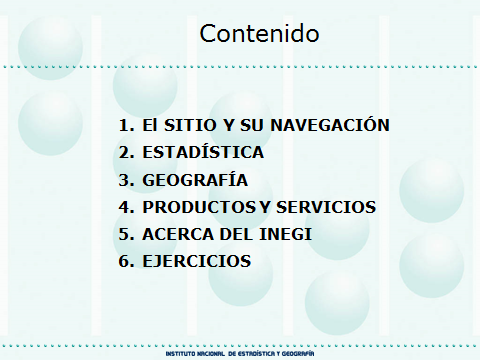 Contenido
1. El SITIO Y SU NAVEGACIÓN
2. ESTADÍSTICA
3. GEOGRAFÍA
4. PRODUCTOS Y SERVICIOS
5. ACERCA DEL INEGI
6. EJERCICIOS
INSTITUTO NACIONAL DE ESTADÍSTICA Y GEOGRAFÍA